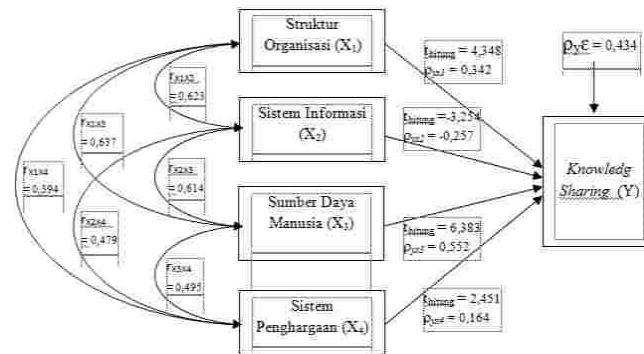 Struktur
Organisasi (X₁)
Sistem Informasi
(X₂)
Sumber Daya
Manusia (X₃)
Sistem
Penghargaan (X₄)
rX1X2
= 0,623
rX1X3
= 0,637
rX1X4
= 0,394
rX2X3
= 0,614
rX2X4
= 0,479
rX3X4
= 0,495
thitung = 4,348
ρyx1 = 0,342
thitung = -3,254
ρyx2 = -0,257
thitung = 6,383
ρyx3 = 0,552
thitung = 2,451
ρyx4 = 0,164
ρyƐ = 0,434
Knowledg
Sharing (Y)